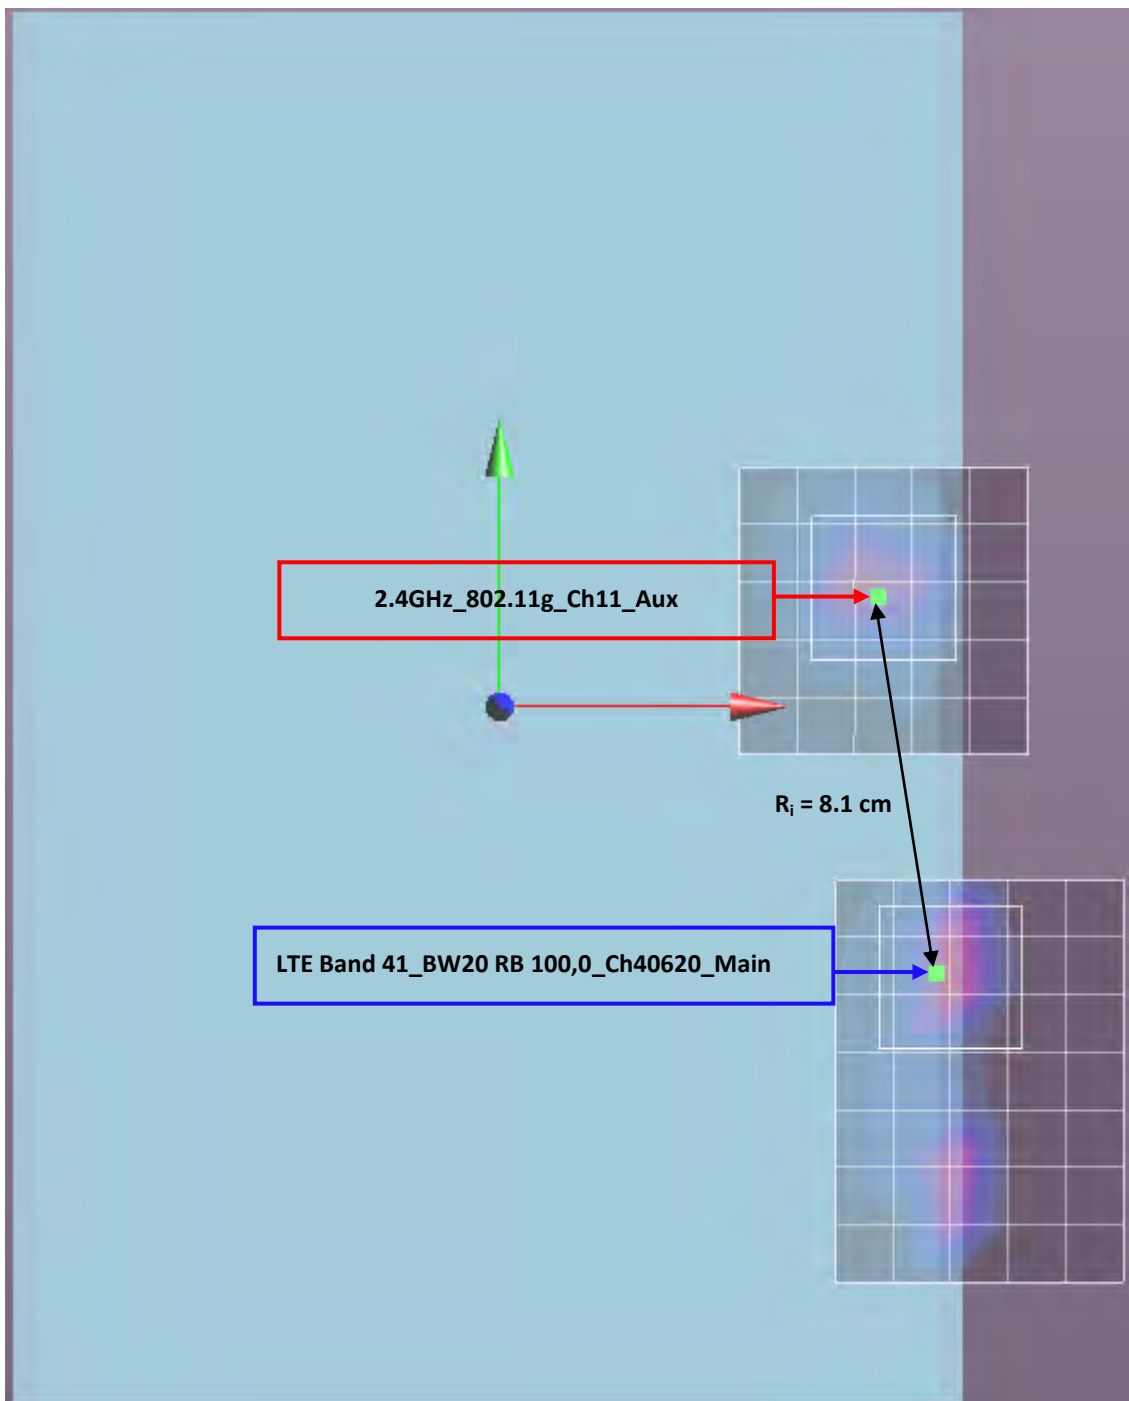 2.4GHz_802.11g_Ch11_Aux
Rᵢ = 8.1 cm
LTE Band 41_BW20 RB 100,0_Ch40620_Main